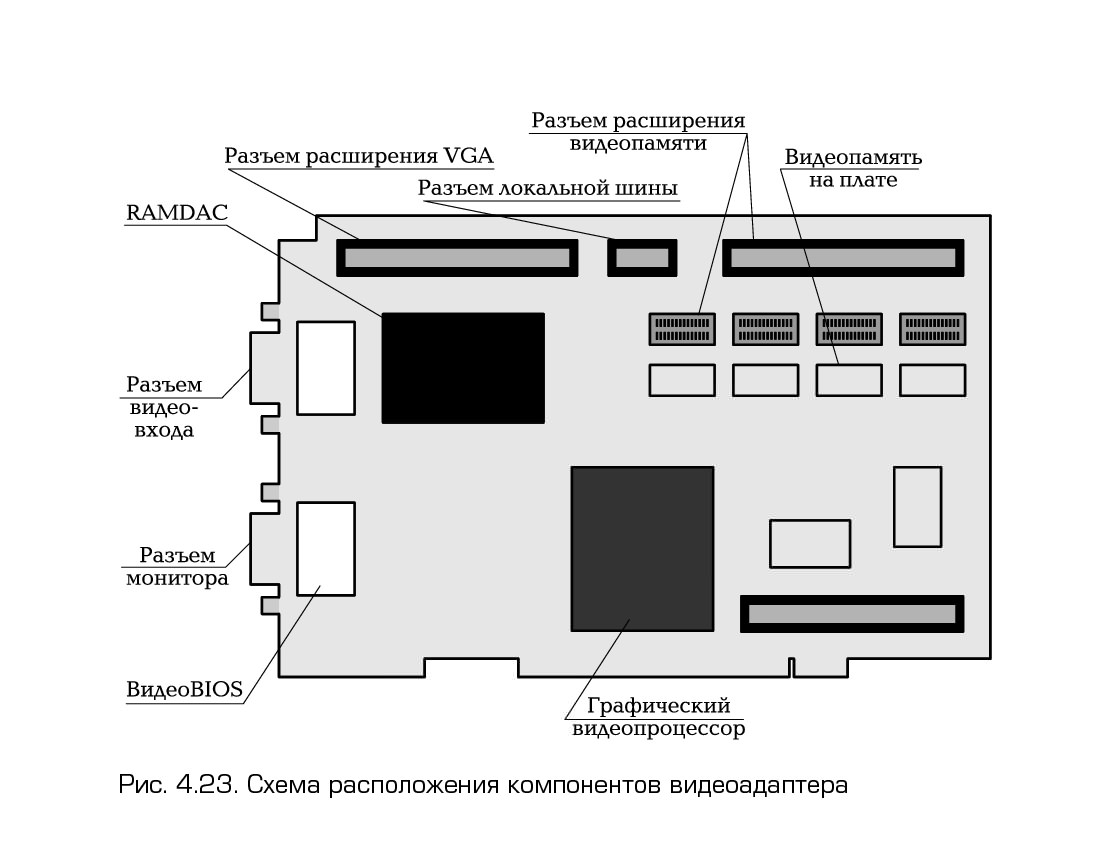 Разъем расширения
видеопамяти
Разъем расширения VGA
Видеопамять
на плате
Разъем локальной шины
RAMDAC
Разъем
видео-
входа
Разъем
монитора
ВидеоBIOS
Графический
видеопроцессор
Рис. 4.23. Схема расположения компонентов видеоадаптера